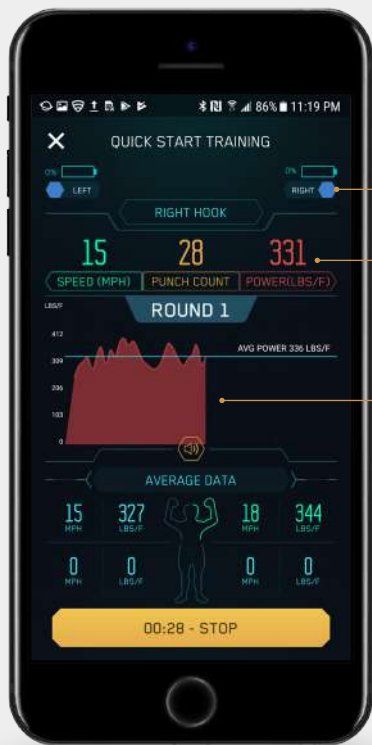 86% 11:19 PM
QUICK START TRAINING
0% 0%
LEFT RIGHT
RIGHT HOOK
15 28 331
SPEED (MPH) PUNCH COUNT POWER(LBS/F)
LBS/F ROUND 1
412
AVG POWER 336 LBS/F
309
206
103
0
AVERAGE DATA
15 327 18 344
MPH LBS/F MPH LBS/F
0 0 0 0
MPH LBS/F MPH LBS/F
00:28 - STOP